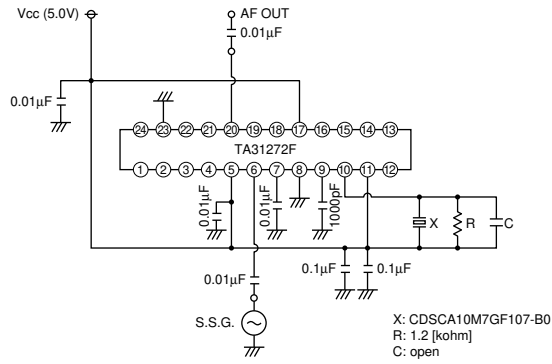 Vcc (5.0V)
AF OUT
0.01μF
0.01μF
24 23 22 21 20 19 18 17 16 15 14 13
TA31272F
1 2 3 4 5 6 7 8 9 10 11 12
0.01μF
0.01μF
1000pF
X
R
C
0.01μF
0.1μF
0.1μF
S.S.G.
X: CDSCA10M7GF107-B0
R: 1.2 [kohm]
C: open